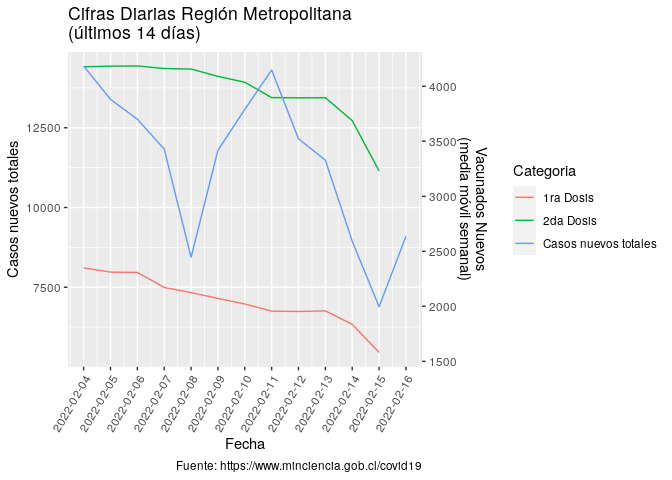 Cifras Diarias Región Metropolitana
(últimos 14 días)
Casos nuevos totales
12500
10000
7500
4000
3500
3000
2500
2000
1500
Vacunados Nuevos
(media móvil semanal)
2022-02-04
2022-02-05
2022-02-06
2022-02-07
2022-02-08
2022-02-09
2022-02-10
2022-02-11
2022-02-12
2022-02-13
2022-02-14
2022-02-15
2022-02-16
Fecha
Fuente: https://www.minciencia.gob.cl/covid19
Categoria
1ra Dosis
2da Dosis
Casos nuevos totales